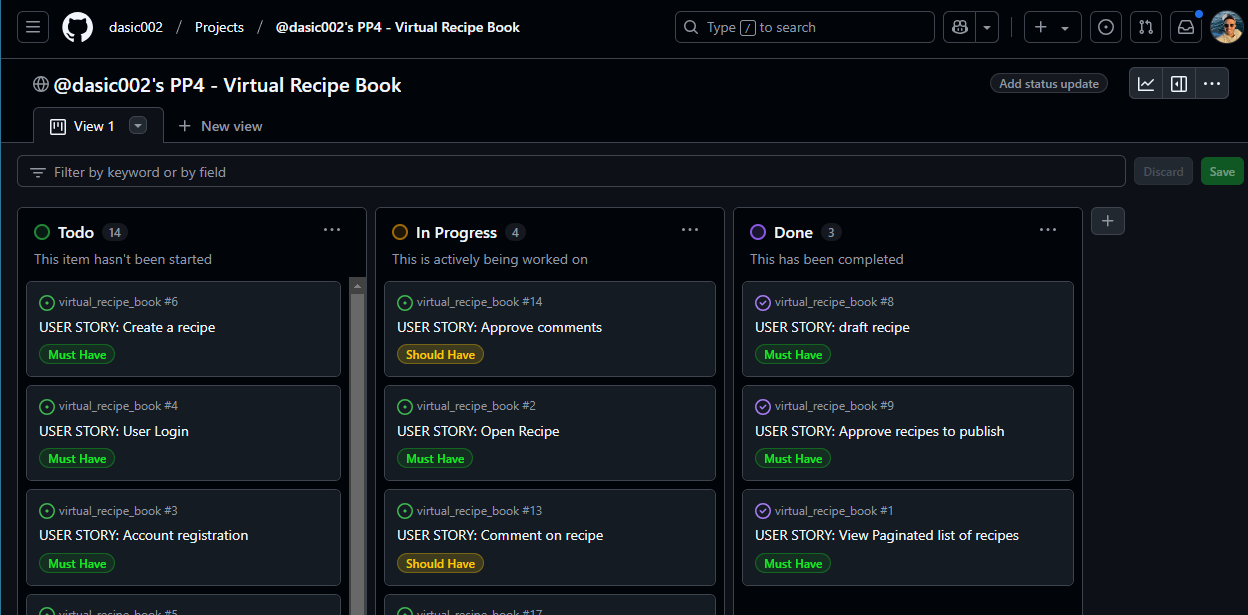 dasic002 / Projects / @dasic002's PP4 - Virtual Recipe Book
Type / to search
@dasic002's PP4 - Virtual Recipe Book
Add status update
View 1
New view
Filter by keyword or by field
Discard
Save
Todo 14
This item hasn't been started
virtual_recipe_book #6
USER STORY: Create a recipe
Must Have
virtual_recipe_book #4
USER STORY: User Login
Must Have
virtual_recipe_book #3
USER STORY: Account registration
Must Have
virtual_recipe_book #5
In Progress 4
This is actively being worked on
virtual_recipe_book #14
USER STORY: Approve comments
Should Have
virtual_recipe_book #2
USER STORY: Open Recipe
Must Have
virtual_recipe_book #13
USER STORY: Comment on recipe
Should Have
virtual_recipe_book #17
Done 3
This has been completed
virtual_recipe_book #8
USER STORY: draft recipe
Must Have
virtual_recipe_book #9
USER STORY: Approve recipes to publish
Must Have
virtual_recipe_book #1
USER STORY: View Paginated list of recipes
Must Have